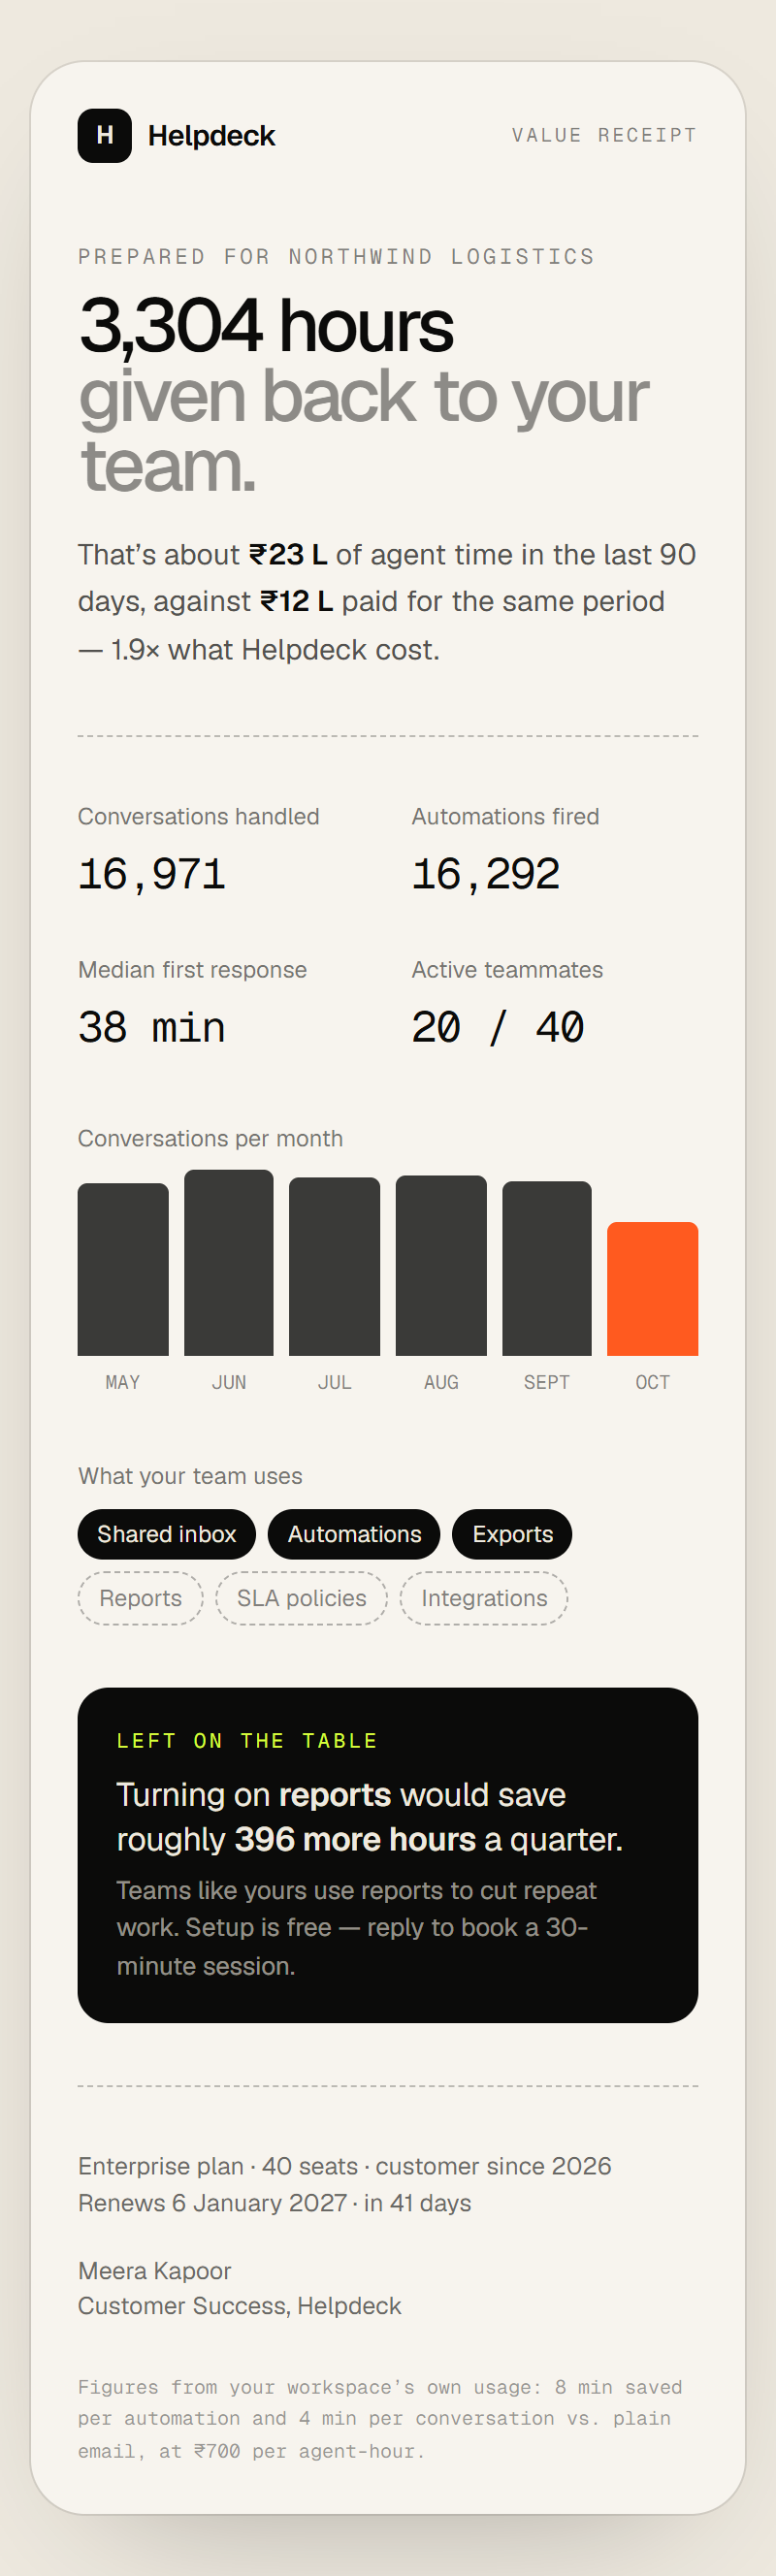 H Helpdeck
VALUE RECEIPT
PREPARED FOR NORTHWIND LOGISTICS
3,304 hours
given back to your
team.
That’s about ₹23 L of agent time in the last 90
days, against ₹12 L paid for the same period
— 1.9× what Helpdeck cost.
Conversations handled
16,971
Automations fired
16,292
Median first response
38 min
Active teammates
20 / 40
Conversations per month
MAY JUN JUL AUG SEPT OCT
What your team uses
Shared inbox Automations Exports
Reports SLA policies Integrations
LEFT ON THE TABLE
Turning on reports would save
roughly 396 more hours a quarter.
Teams like yours use reports to cut repeat
work. Setup is free — reply to book a 30-
minute session.
Enterprise plan · 40 seats · customer since 2026
Renews 6 January 2027 · in 41 days
Meera Kapoor
Customer Success, Helpdeck
Figures from your workspace’s own usage: 8 min saved
per automation and 4 min per conversation vs. plain
email, at ₹700 per agent-hour.